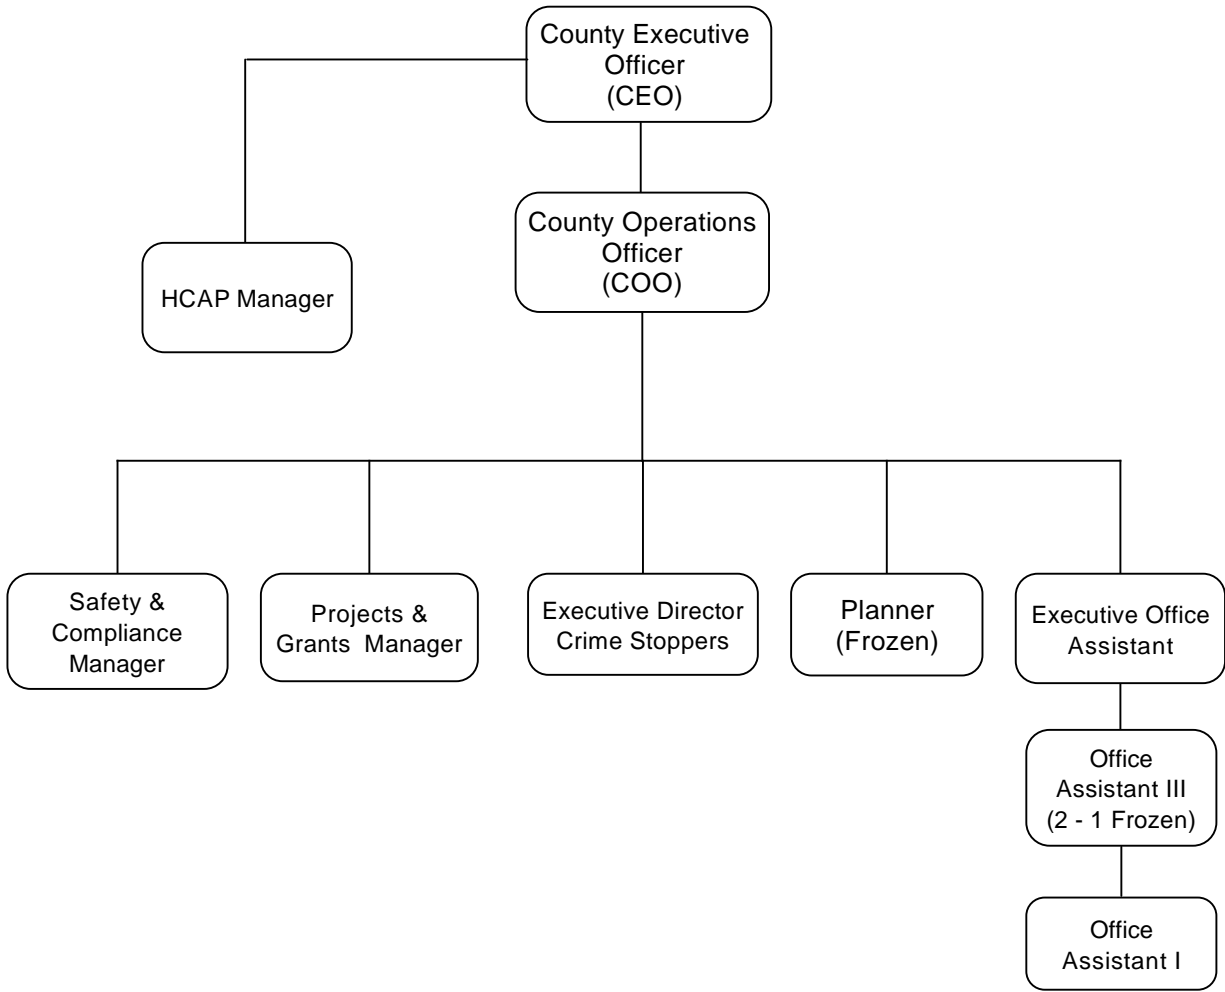 County Executive
Officer
(CEO)
County Operations
Officer
(COO)
HCAP Manager
Safety &
Compliance
Manager
Projects &
Grants Manager
Executive Director
Crime Stoppers
Planner
(Frozen)
Executive Office
Assistant
Office
Assistant III
(2 - 1 Frozen)
Office
Assistant I